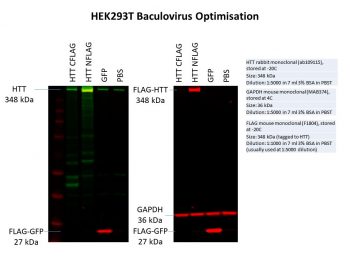 HEK293T Baculovirus Optimisation
HTT CFLAG
HTT NFLAG
GFP
PBS
HTT
348 kDa
FLAG-GFP
27 kDa
HTT CFLAG
HTT NFLAG
GFP
PBS
FLAG-HTT
348 kDa
GAPDH
36 kDa
FLAG-GFP
27 kDa
HTT rabbit monoclonal (ab109115),
stored at -20C
Size: 348 kDa
Dilution: 1:5000 in 7 ml 3% BSA in PBST
GAPDH mouse monoclonal (MAB374),
stored at 4C
Size: 36 kDa
Dilution: 1:5000 in 7 ml 3% BSA in PBST
FLAG mouse monoclonal (F1804), stored
at -20C
Size: 348 kDa (tagged to HTT)
Dilution: 1:1000 in 7 ml 3% BSA in PBST
(usually used at 1:5000 dilution)